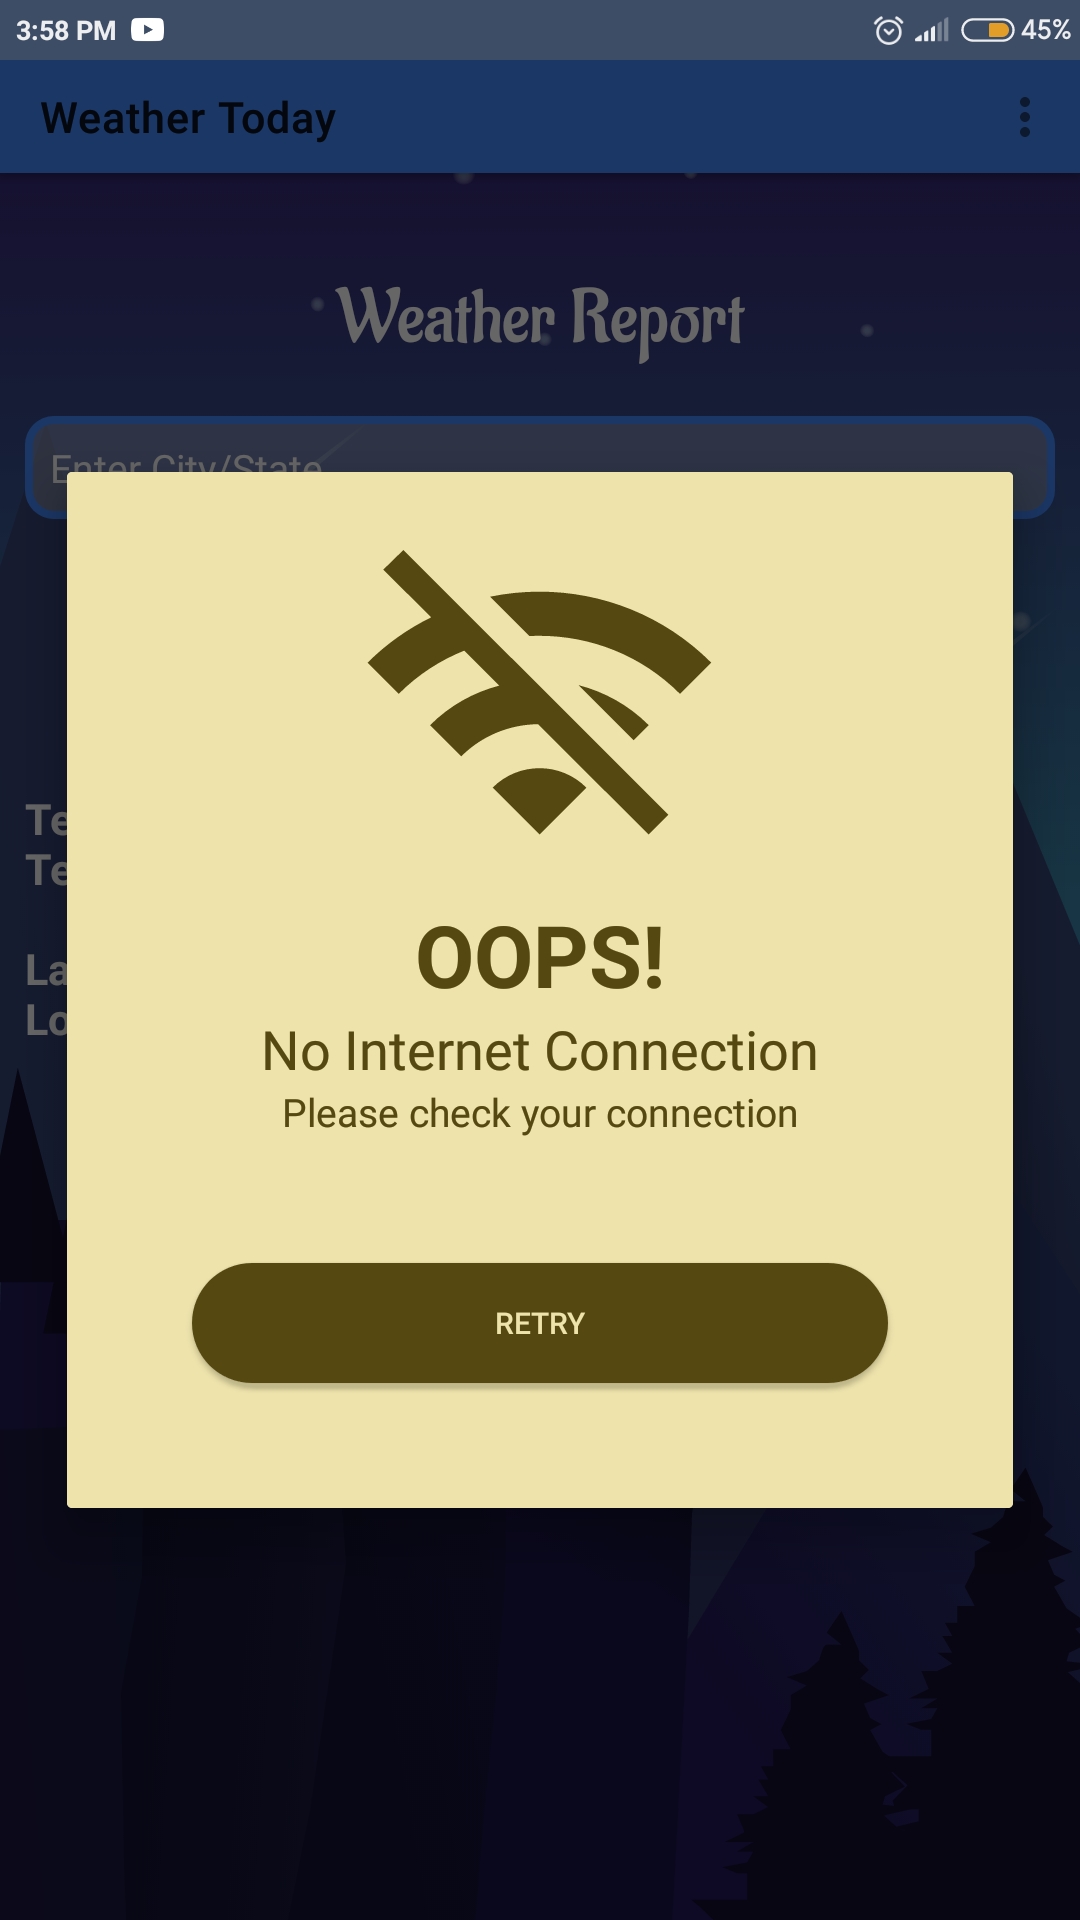 3:58 PM
45%
Weather Today
Weather Report
Enter City/State
Te
Te
La
Lo
OOPS!
No Internet Connection
Please check your connection
RETRY